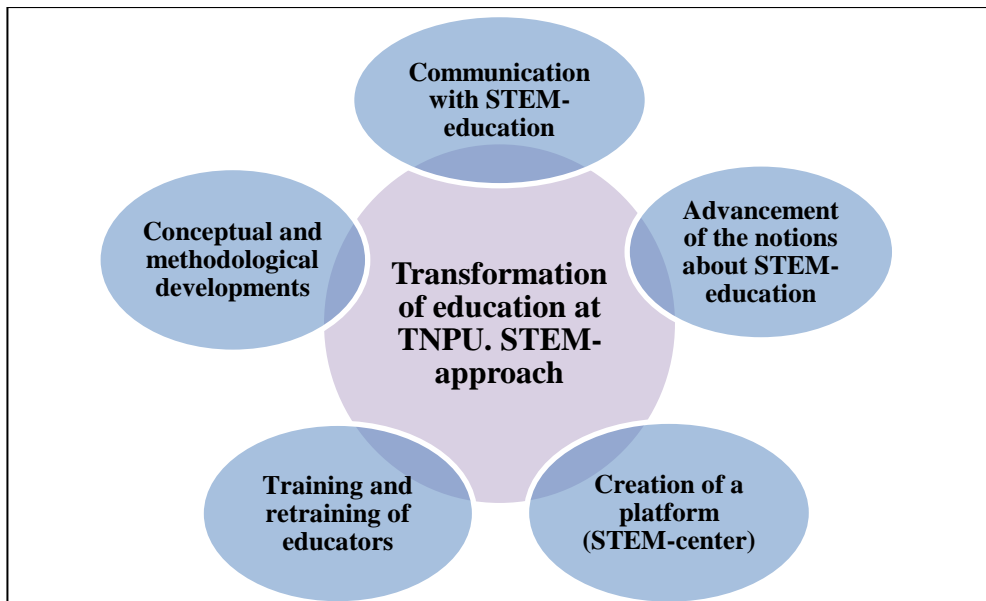 Communication
with STEM-
education
Advancement
of the notions
about STEM-
education
Conceptual and
methodological
developments
Transformation
of education at
TNPU. STEM-
approach
Training and
retraining of
educators
Creation of a
platform
(STEM-center)